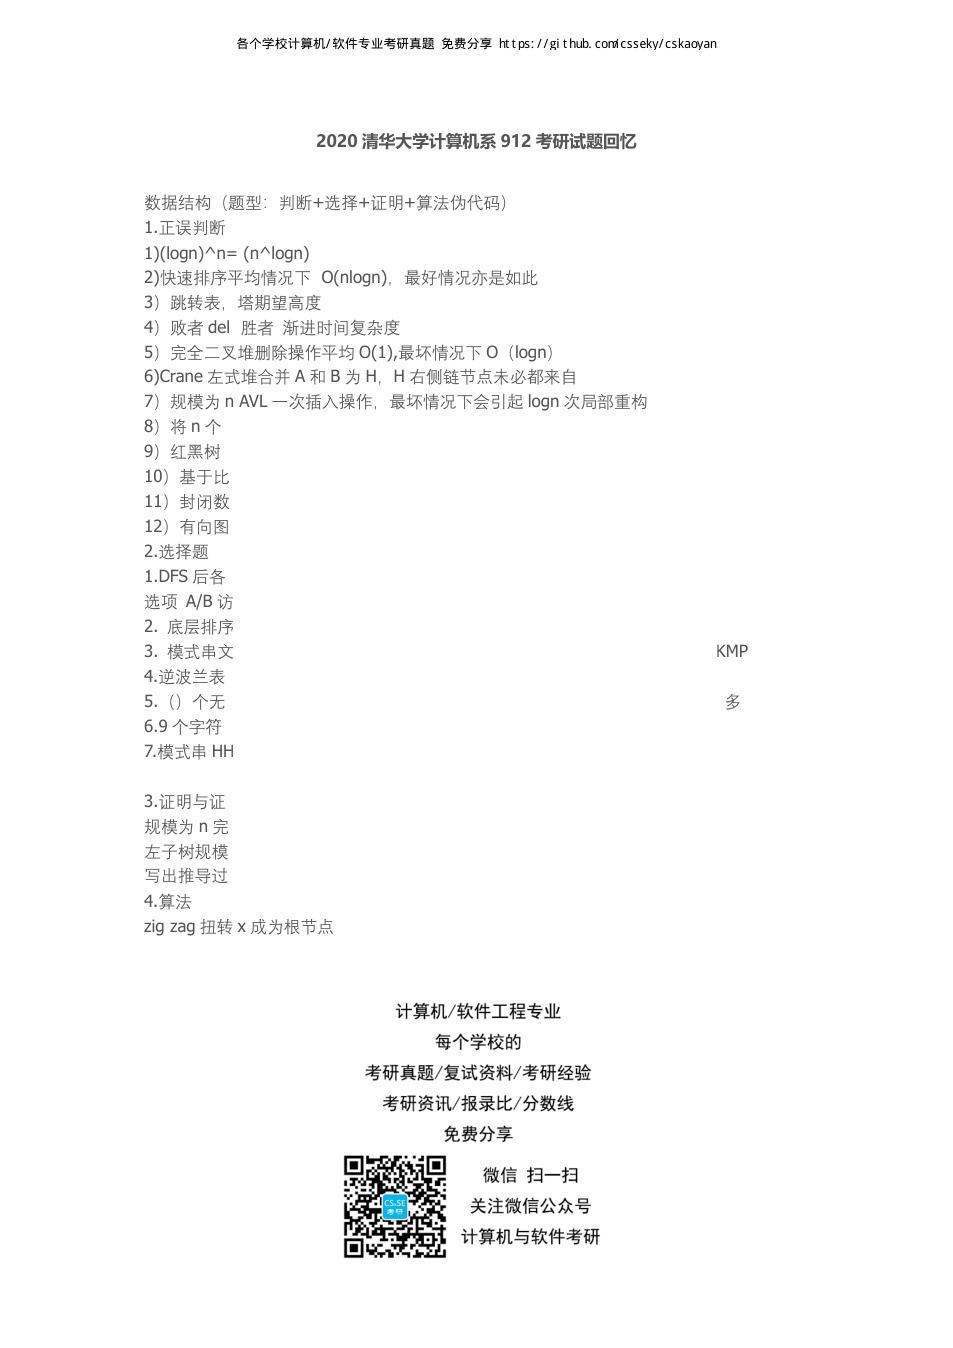 各个学校计算机/软件专业考研真题 免费分享 https://github.com/csseky/cskaoyan
2020 清华大学计算机系 912 考研试题回忆
数据结构（题型：判断+选择+证明+算法伪代码）
1.正误判断
1)(logn)^n= (n^logn)
2)快速排序平均情况下 O(nlogn)，最好情况亦是如此
3）跳转表，塔期望高度
4）败者 del 胜者 渐进时间复杂度
5）完全二叉堆删除操作平均 O(1),最坏情况下 O（logn）
6)Crane 左式堆合并 A 和 B 为 H，H 右侧链节点未必都来自
7）规模为 n AVL 一次插入操作，最坏情况下会引起 logn 次局部重构
8）将 n 个
9）红黑树
10）基于比
11）封闭数
12）有向图
2.选择题
1.DFS 后各
选项 A/B 访
2. 底层排序
3. 模式串文 KMP
4.逆波兰表
5.（）个无 多
6.9 个字符
7.模式串 HH
3.证明与证
规模为 n 完
左子树规模
写出推导过
4.算法
zig zag 扭转 x 成为根节点
计算机/软件工程专业
每个学校的
考研真题/复试资料/考研经验
考研资讯/报录比/分数线
免费分享
CS.SE
考研
微信 扫一扫
关注微信公众号
计算机与软件考研